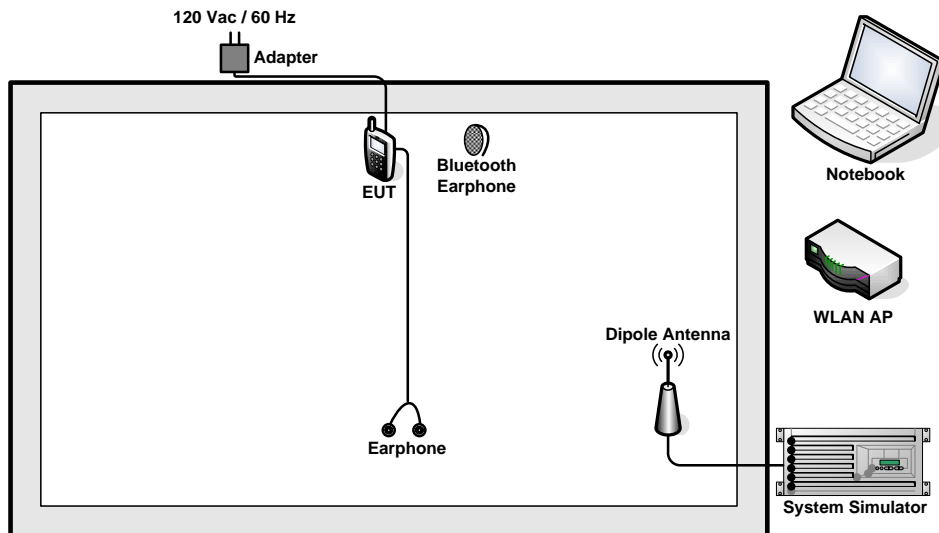 120 Vac / 60 Hz
Adapter
EUT
Bluetooth
Earphone
Notebook
WLAN AP
Dipole Antenna
Earphone
System Simulator